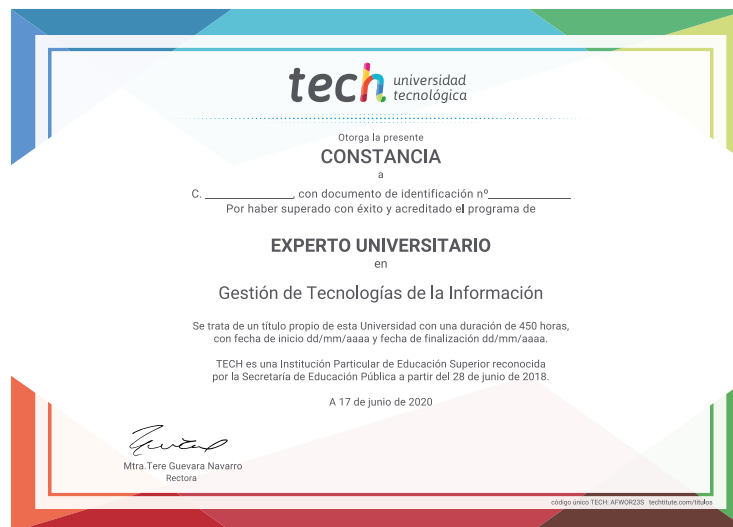 tech universidad
tecnológica
Otorga la presente
CONSTANCIA
a
C. ______________, con documento de identificación nº_____________
Por haber superado con éxito y acreditado el programa de
EXPERTO UNIVERSITARIO
en
Gestión de Tecnologías de la Información
Se trata de un título propio de esta Universidad con una duración de 450 horas,
con fecha de inicio dd/mm/aaaa y fecha de finalización dd/mm/aaaa.
TECH es una Institución Particular de Educación Superior reconocida
por la Secretaría de Educación Pública a partir del 28 de junio de 2018.
A 17 de junio de 2020
Mtra.Tere Guevara Navarro
Rectora
código único TECH: AFWOR23S techtitute.com/titulos